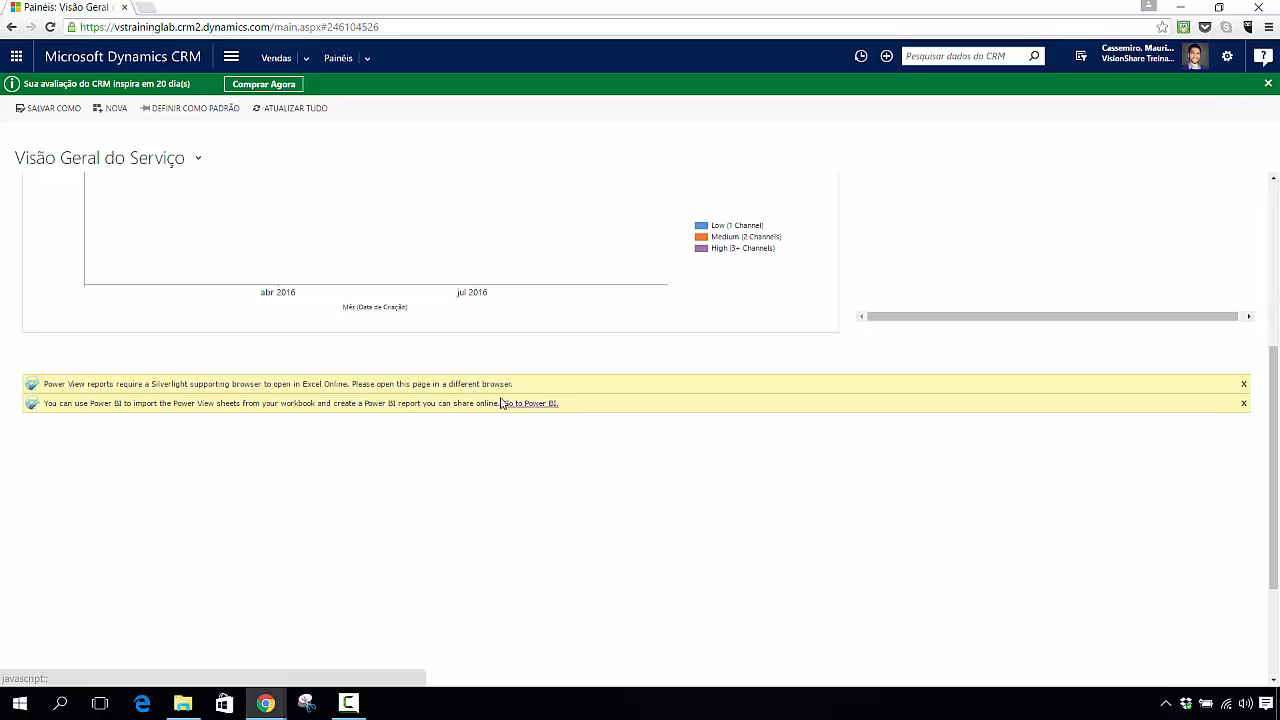 Painéis: Visão Geral d
https://vstraininglab.crm2.dynamics.com/main.aspx#246104526
Microsoft Dynamics CRM
Vendas
Painéis
Pesquisar dados do CRM
Cassemiro, Mauri...
VisionShare Treina...
Sua avaliação do CRM inspira em 20 dia(s)
Comprar Agora
SALVAR COMO
NOVA
DEFINIR COMO PADRÃO
ATUALIZAR TUDO
Visão Geral do Serviço
Low (1 Channel)
Medium (2 Channels)
High (3+ Channels)
abr 2016
jul 2016
Mês (Data de Criação)
Power View reports require a Silverlight supporting browser to open in Excel Online. Please open this page in a different browser.
You can use Power BI to import the Power View sheets from your workbook and create a Power BI report you can share online. Go to Power BI.
javascript:;